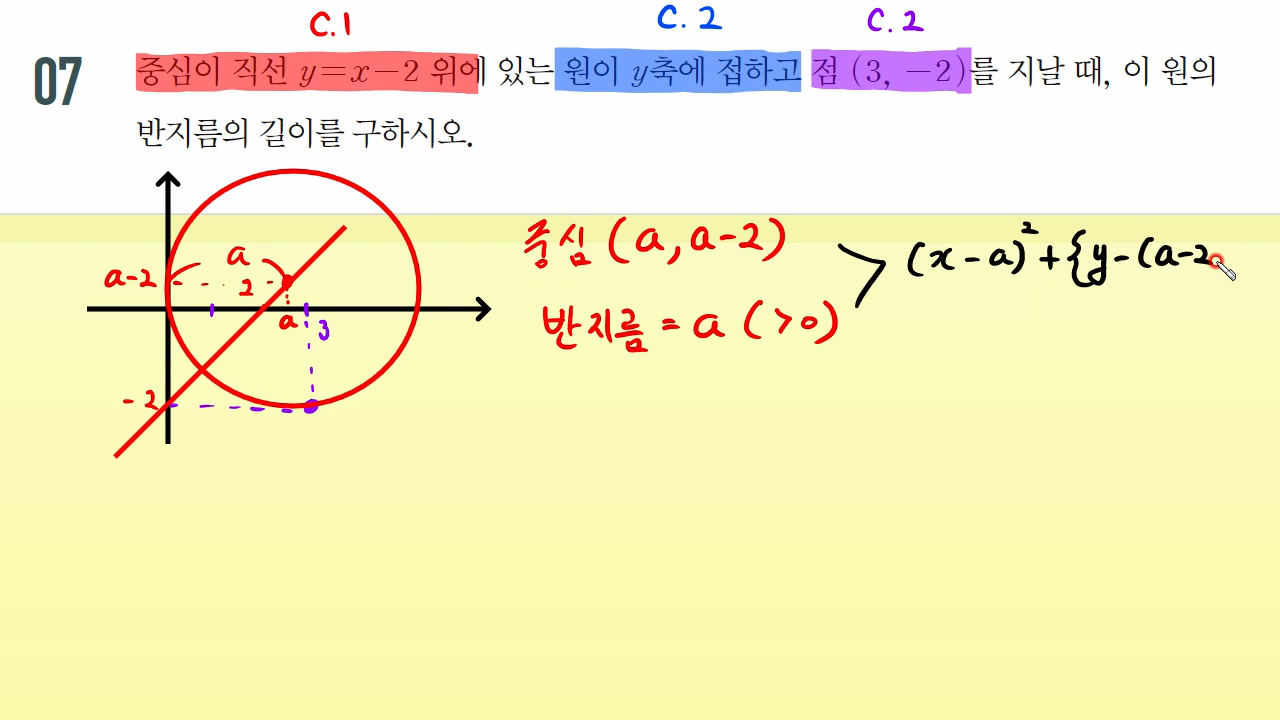 C.1
C. 2
C. 2
07
중심이 직선 y=x−2 위에 있는 원이 y축에 접하고 점 (3, −2)를 지날 때, 이 원의
반지름의 길이를 구하시오.
a
a-2
2
a
3
-2
중심 (a, a-2)
반지름 = a (>0)
> (x-a)² + {y-(a-2